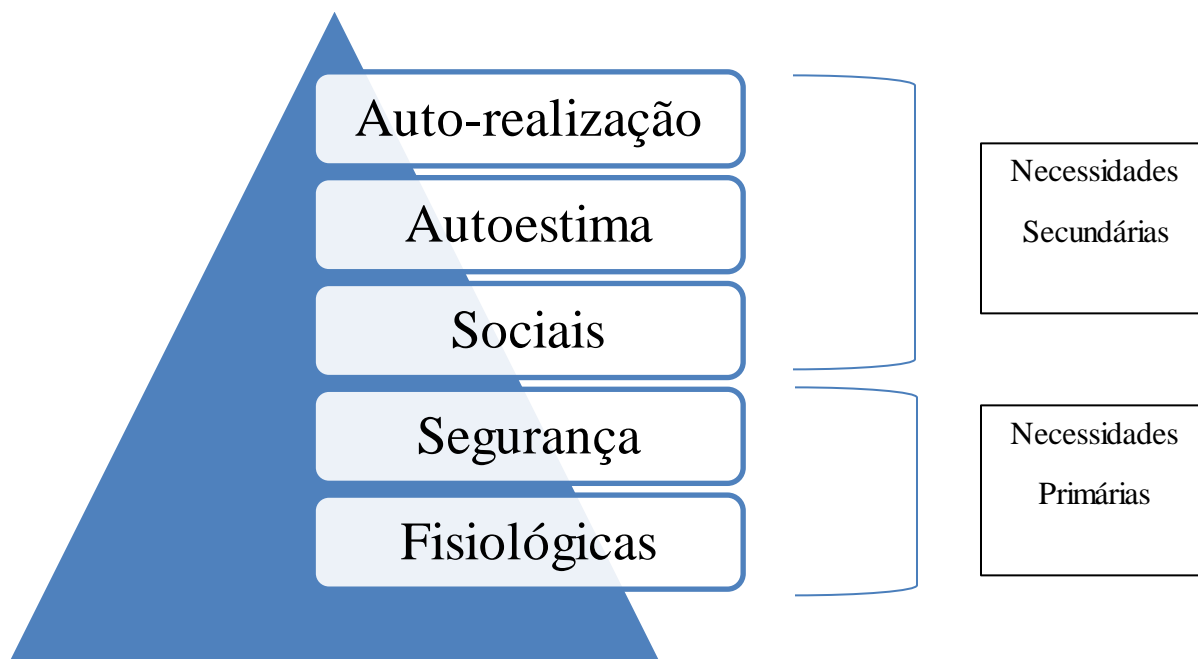 Auto-realização
Autoestima
Sociais
Segurança
Fisiológicas
Necessidades
Secundárias
Necessidades
Primárias